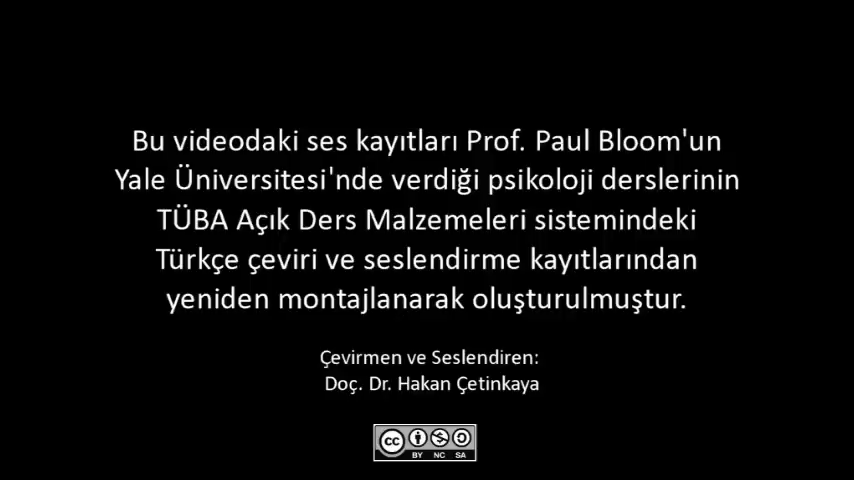 Bu videodaki ses kayıtları Prof. Paul Bloom'un
Yale Üniversitesi'nde verdiği psikoloji derslerinin
TÜBA Açık Ders Malzemeleri sistemindeki
Türkçe çeviri ve seslendirme kayıtlarından
yeniden montajlanarak oluşturulmuştur.
Çevirmen ve Seslendiren:
Doç. Dr. Hakan Çetinkaya
cc
BY NC SA